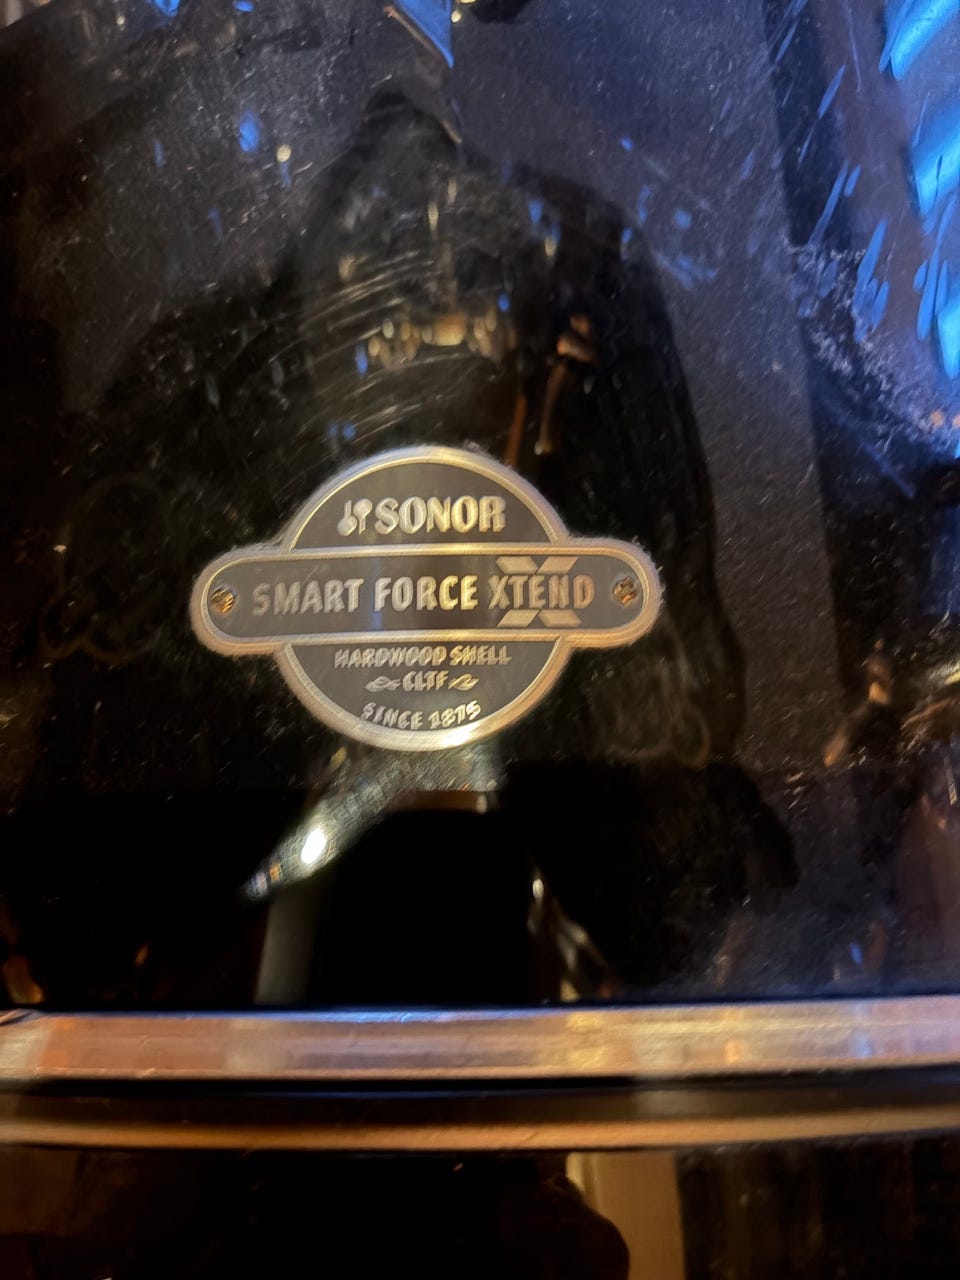 SONOR
SMART FORCE XTEND
HARDWOOD SHELL
CLTF
SINCE 1875